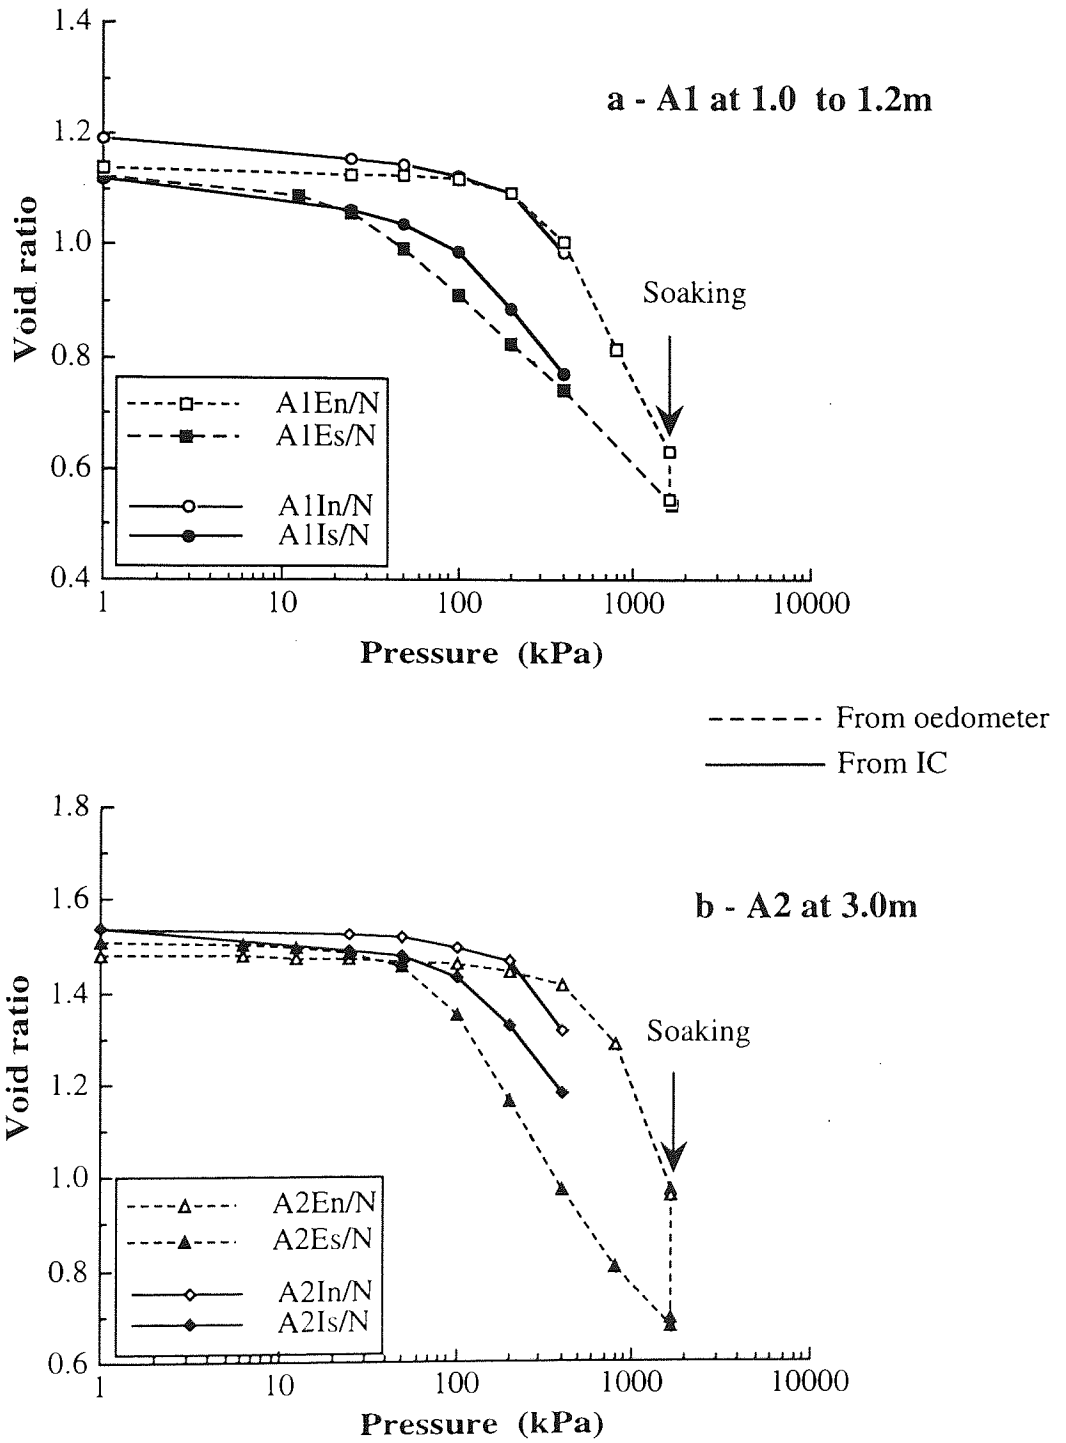 1.4
a - A1 at 1.0 to 1.2m
1.2
1.0
Void ratio
Soaking
0.8
A1En/N
A1Es/N
0.6
A1In/N
A1Is/N
0.4
1 10 100 1000 10000
Pressure (kPa)
From oedometer
From IC
1.8
1.6
b - A2 at 3.0m
1.4
Void ratio
Soaking
1.2
1.0
A2En/N
A2Es/N
0.8
A2In/N
A2Is/N
0.6
1 10 100 1000 10000
Pressure (kPa)